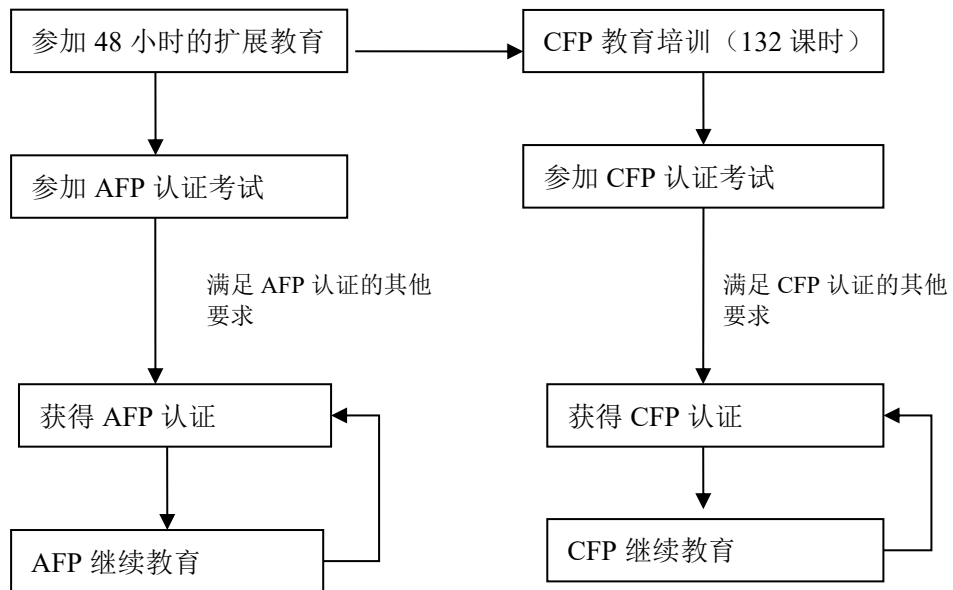 参加 48 小时的扩展教育
CFP 教育培训（132 课时）
参加 AFP 认证考试
参加 CFP 认证考试
满足 AFP 认证的其他
要求
满足 CFP 认证的其他
要求
获得 AFP 认证
获得 CFP 认证
AFP 继续教育
CFP 继续教育